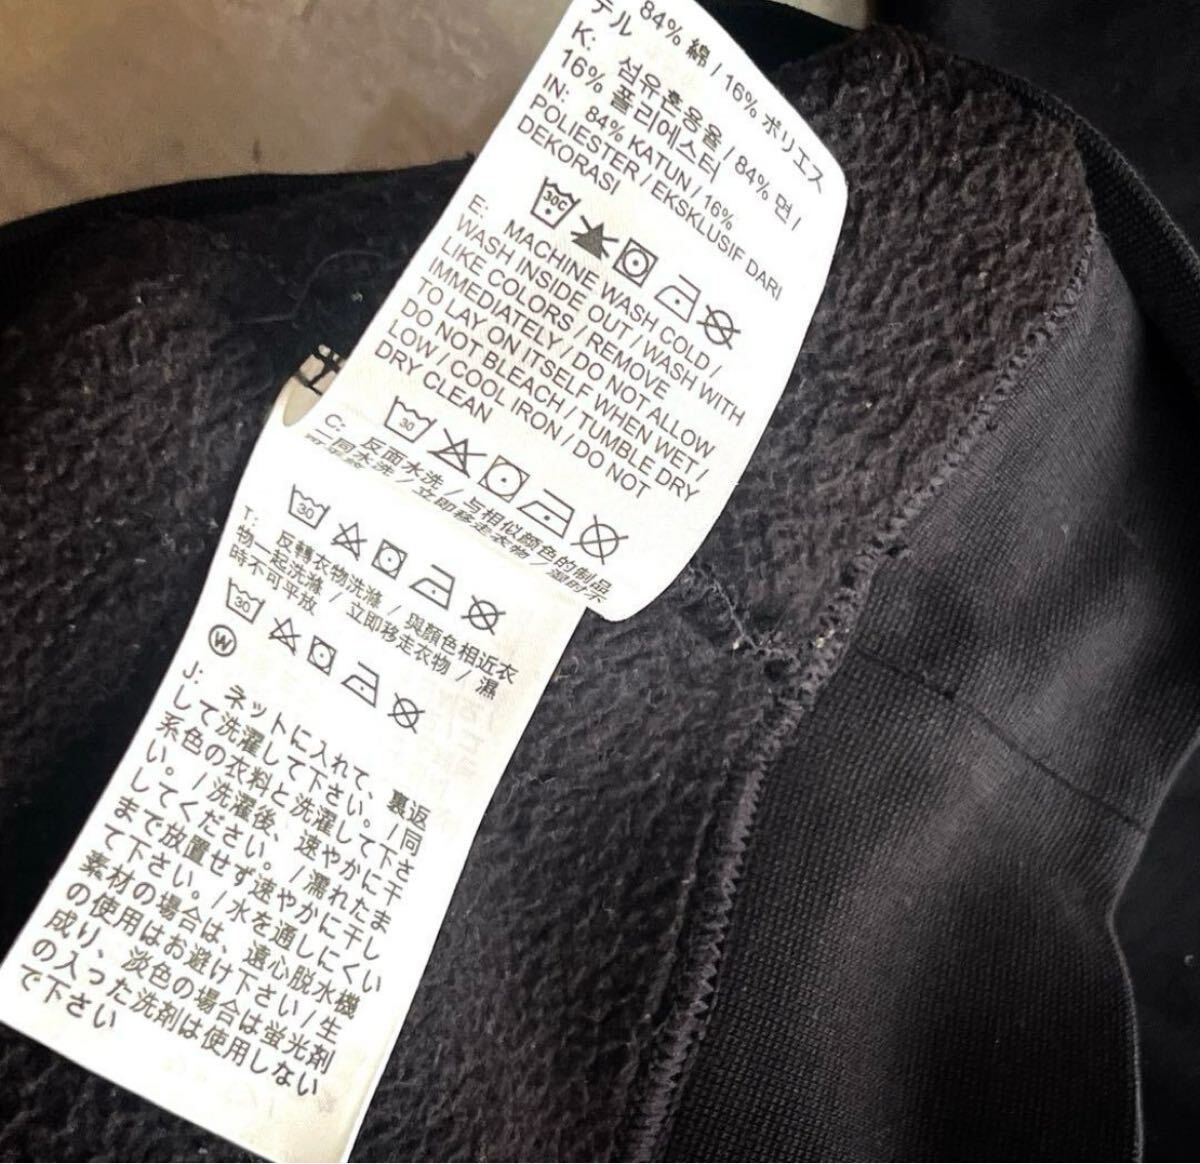 84% 綿 / 16% ポリエス
テル
K: 섬유혼용율 / 84% 면 /
16% 폴리에스터
IN: 84% KATUN / 16%
POLIESTER / EKSKLUSIF DARI
DEKORASI
30C
E: MACHINE WASH COLD /
WASH INSIDE OUT / WASH WITH
LIKE COLORS / REMOVE
IMMEDIATELY / DO NOT ALLOW
TO LAY ON ITSELF WHEN WET /
DO NOT BLEACH / TUMBLE DRY
LOW / COOL IRON / DO NOT
DRY CLEAN
30
C: 反面水洗 / 与相似顏色的制品
一同水洗 / 立即移走衣物 /
30
T: 反轉衣物洗滌 / 與顏色相近衣
物一起洗滌 / 立即移走衣物 / 濕
時不可平放
30
W
J: ネットに入れて、裏返
して洗濯して下さい。/ 同
系色の衣料と洗濯して下さ
い。/ 洗濯後、速やかに干
してください。/ 濡れたま
まで放置せず速やかに干し
て下さい。/ 水を通しにくい
素材の場合は、遠心脱水機
の使用はお避け下さい / 生
成り、淡色の場合は蛍光剤
の入った洗剤は使用しない
で下さい